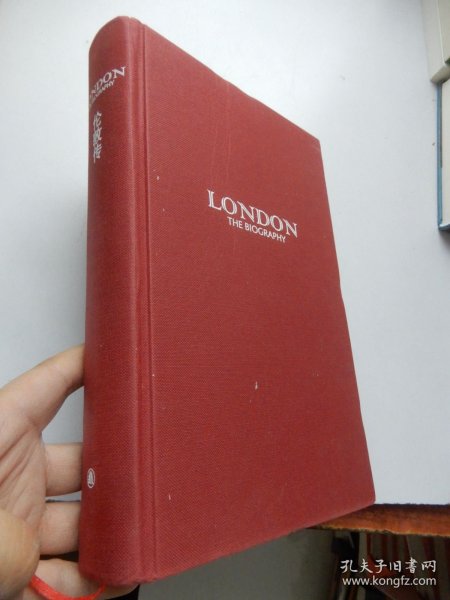 LONDON
THE BIOGRAPHY
伦敦传
LONDON
THE BIOGRAPHY
孔夫子旧书网
www.kongfz.com